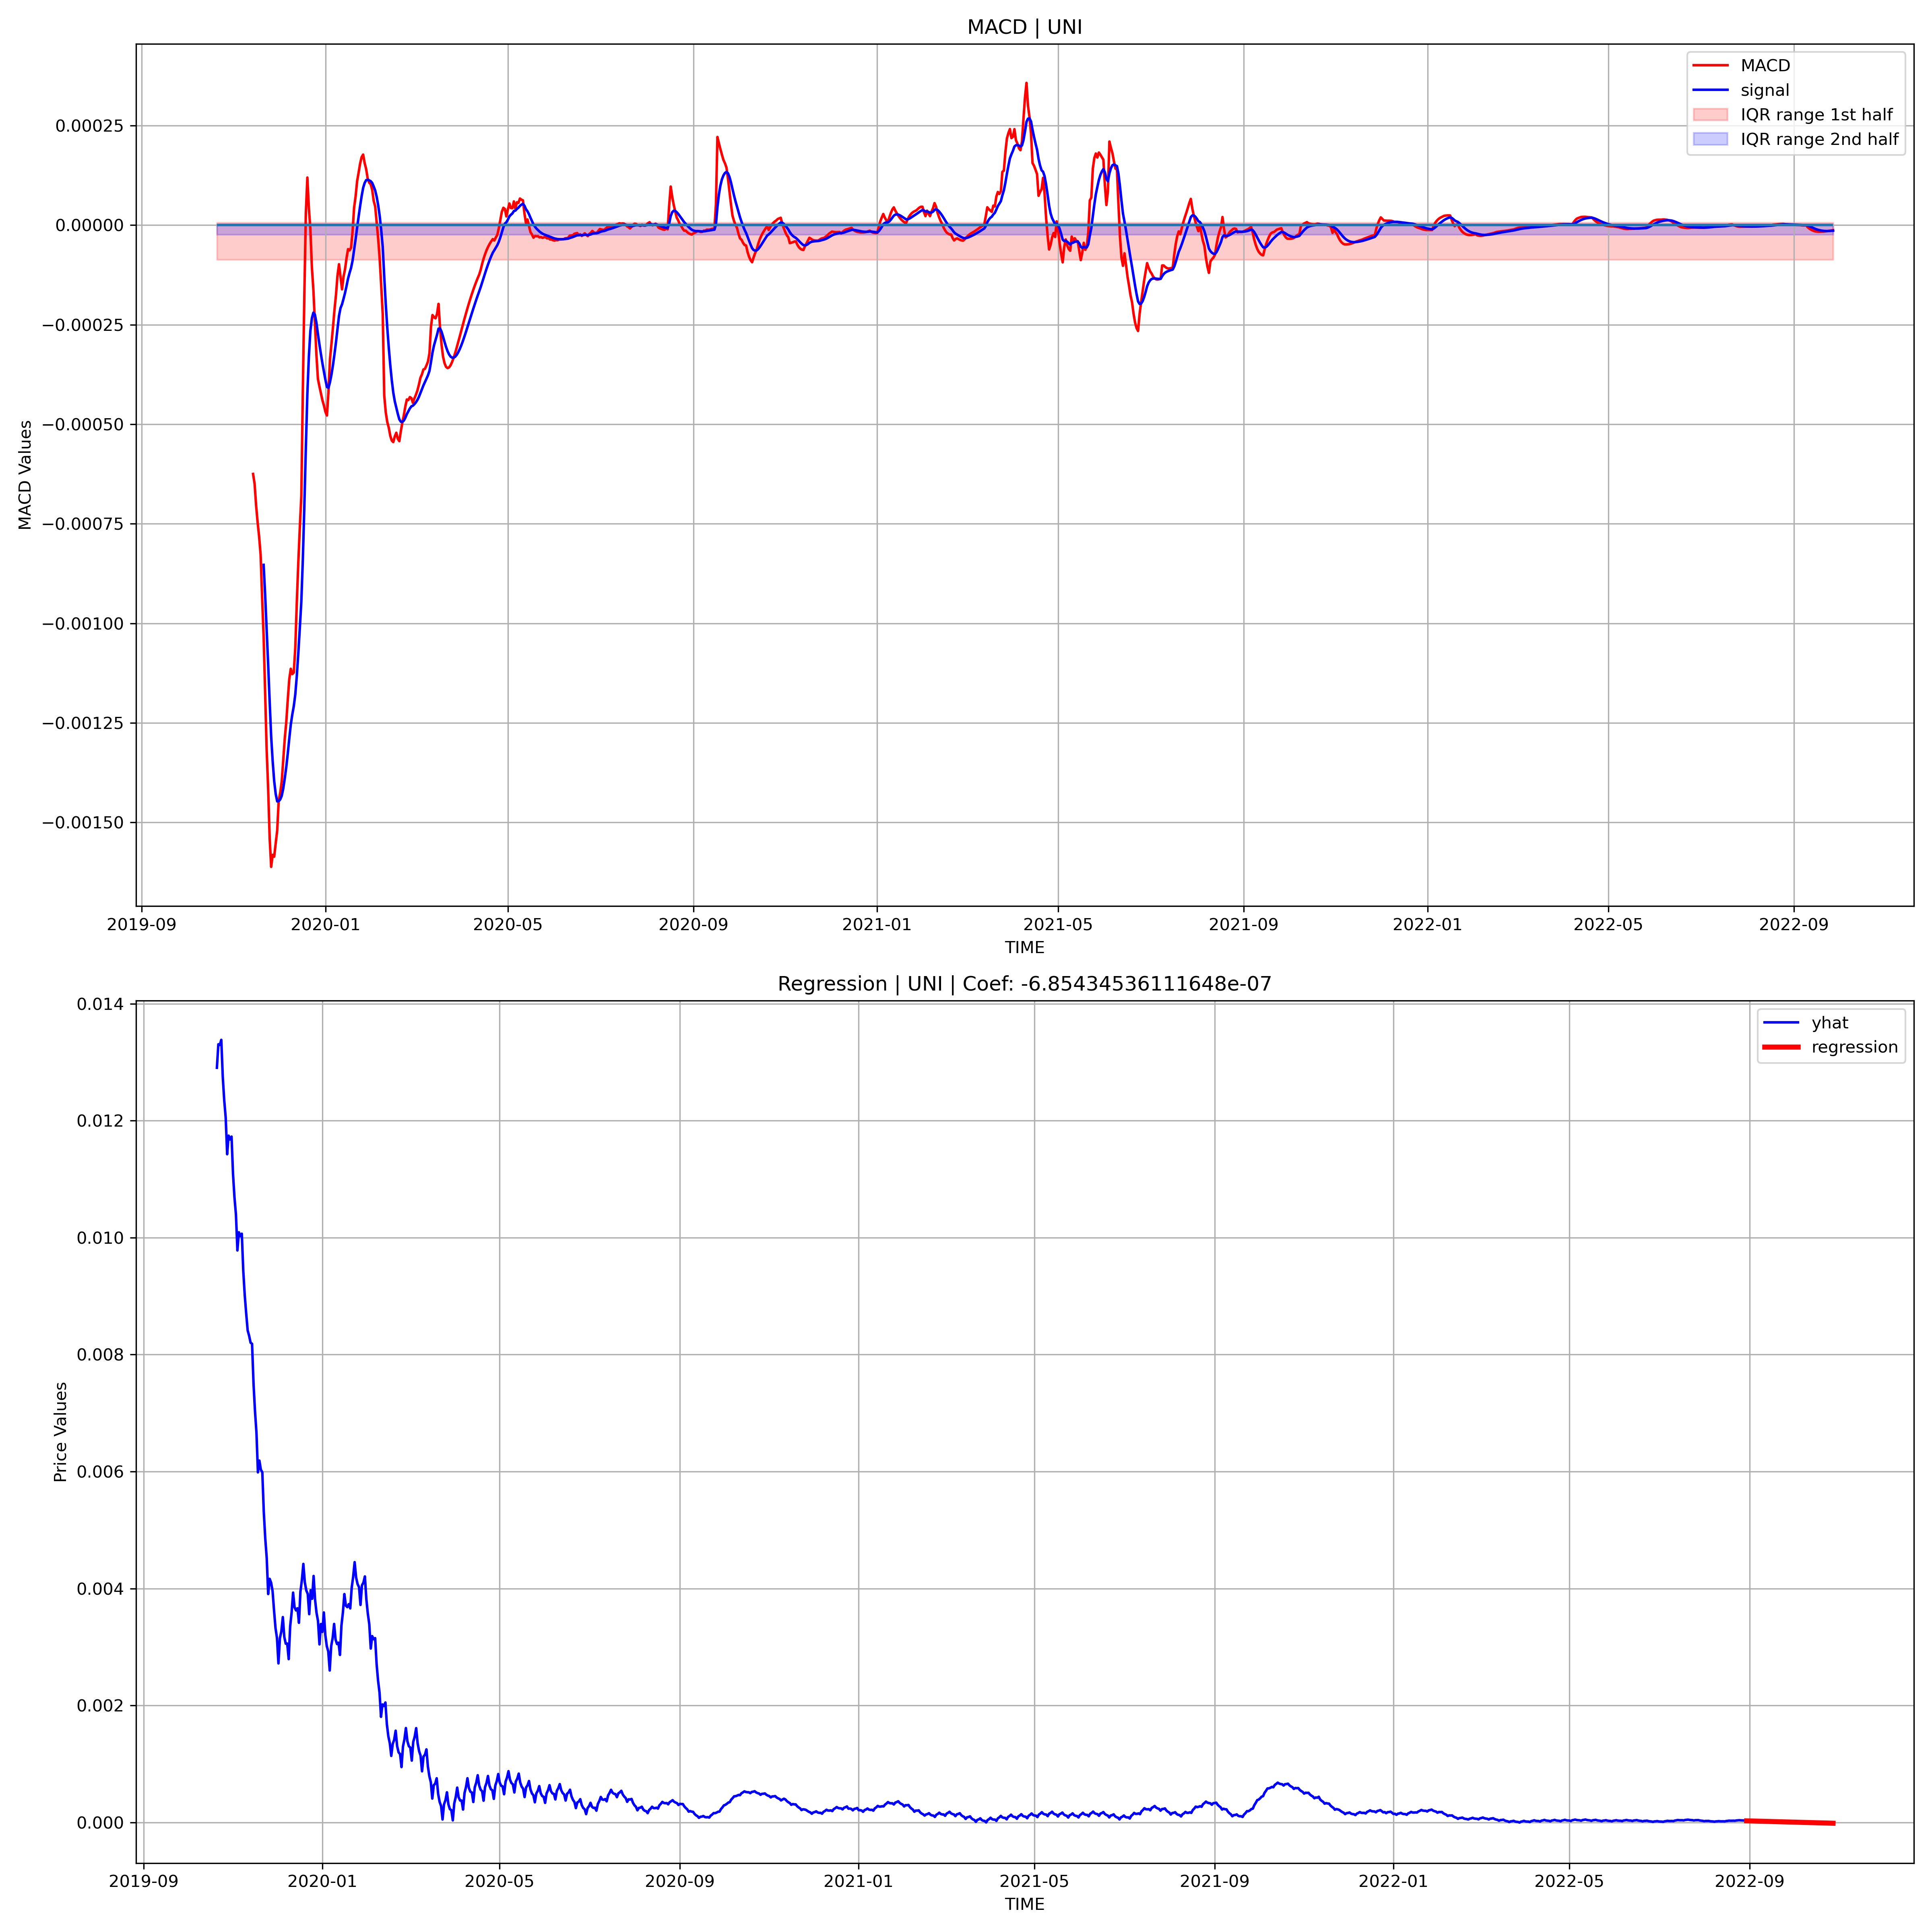 MACD | UNI
MACD
signal
IQR range 1st half
IQR range 2nd half
0.00025
0.00000
−0.00025
−0.00050
−0.00075
−0.00100
−0.00125
−0.00150
MACD Values
2019-09 2020-01 2020-05 2020-09 2021-01 2021-05 2021-09 2022-01 2022-05 2022-09
TIME
Regression | UNI | Coef: -6.85434536111648e-07
yhat
regression
0.014
0.012
0.010
0.008
0.006
0.004
0.002
0.000
Price Values
2019-09 2020-01 2020-05 2020-09 2021-01 2021-05 2021-09 2022-01 2022-05 2022-09
TIME